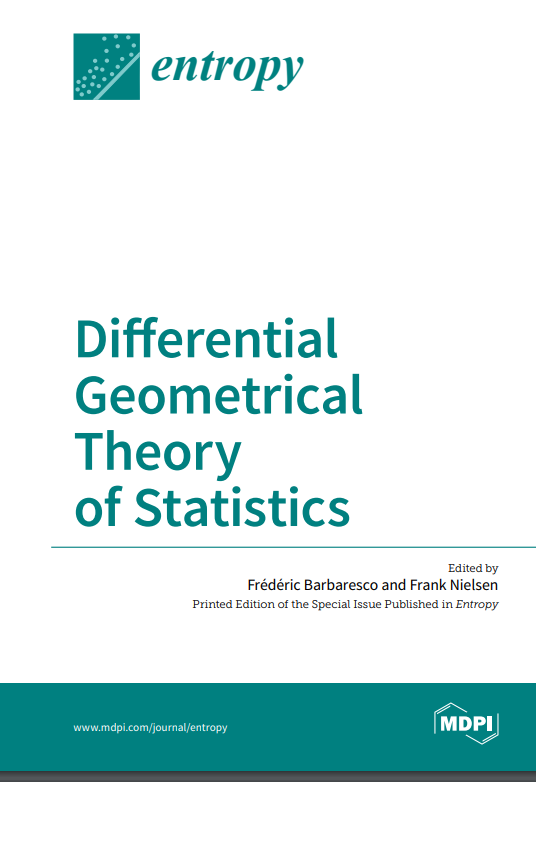 entropy
Differential
Geometrical
Theory
of Statistics
Edited by
Frédéric Barbaresco and Frank Nielsen
Printed Edition of the Special Issue Published in Entropy
www.mdpi.com/journal/entropy
MDPI